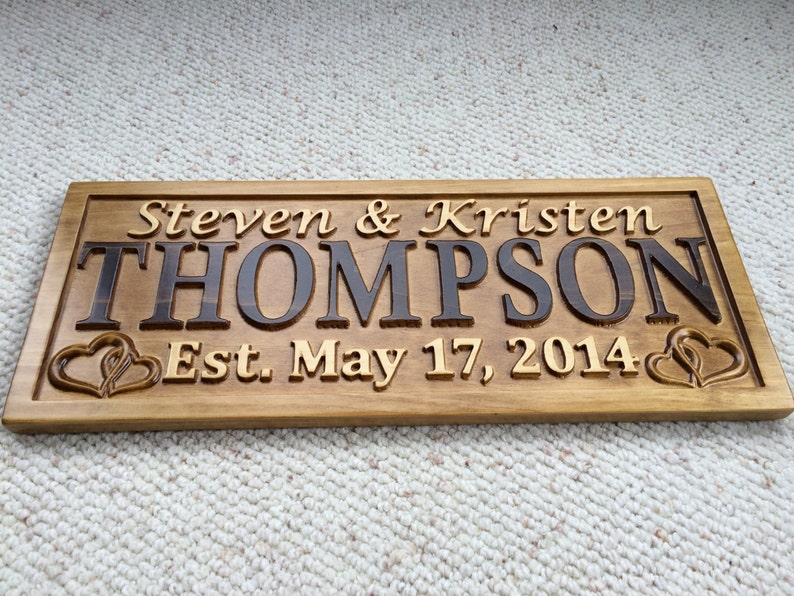 Steven & Kristen
THOMPSON
Est. May 17, 2014